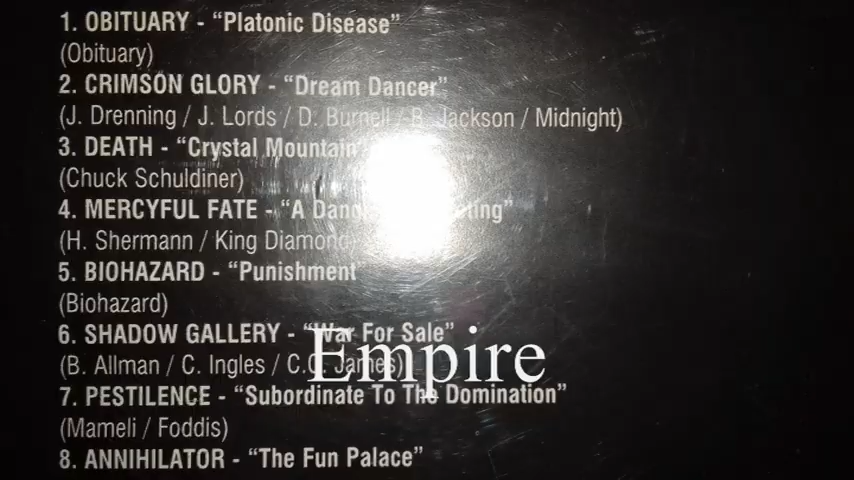 1. OBITUARY - “Platonic Disease”
(Obituary)
2. CRIMSON GLORY - “Dream Dancer”
(J. Drenning / J. Lords / D. Burnell / B. Jackson / Midnight)
3. DEATH - “Crystal Mountain”
(Chuck Schuldiner)
4. MERCYFUL FATE - “A
(H. Shermann / King Diamond)
5. BIOHAZARD - “Punishment”
(Biohazard)
6. SHADOW GALLERY - “War For Sale”
Empire
(B. Allman / C. Ingles / C.C. James)
7. PESTILENCE - “Subordinate To The Domination”
(Mameli / Foddis)
8. ANNIHILATOR - “The Fun Palace”